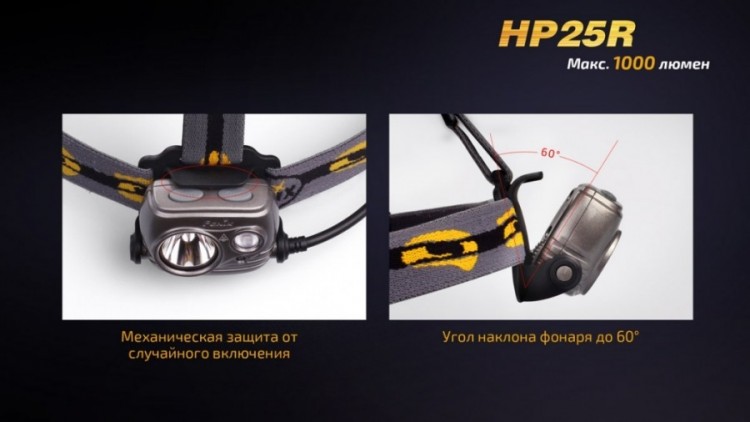 HP25R
Макс. 1000 люмен
60°
Механическая защита от
случайного включения
Угол наклона фонаря до 60°